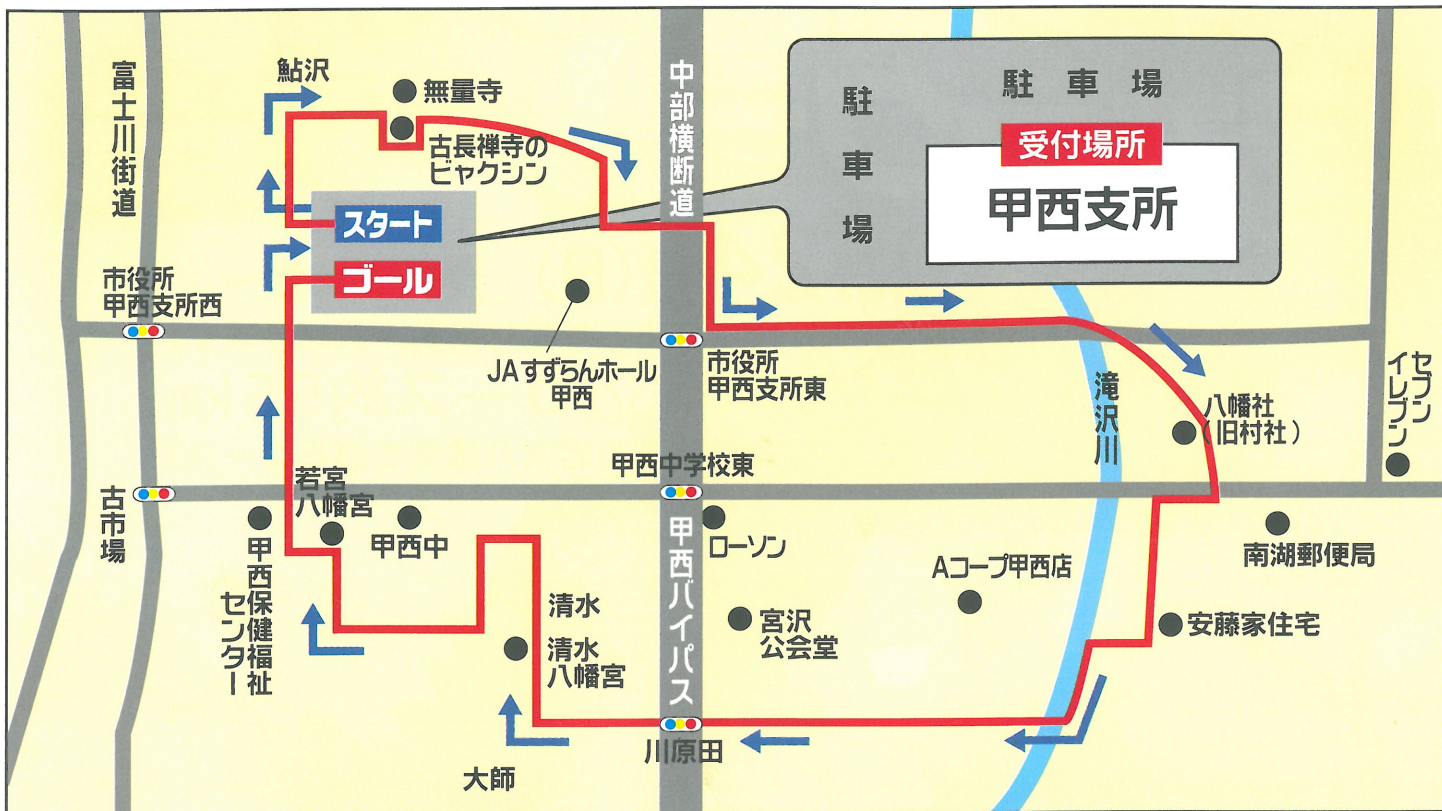 鮎沢
無量寺
古長禅寺の
ビャクシン
富士川街道
中部横断道
駐車場
駐車場
受付場所
甲西支所
スタート
ゴール
市役所
甲西支所西
JAすずらんホール
甲西
市役所
甲西支所東
滝沢川
八幡社
(旧村社)
セブン
イレブン
古市場
若宮
八幡宮
甲西中学校東
甲西保健福祉
センター
甲西中
甲西バイパス
ローソン
Aコープ甲西店
南湖郵便局
清水
清水
八幡宮
宮沢
公会堂
安藤家住宅
川原田
大師